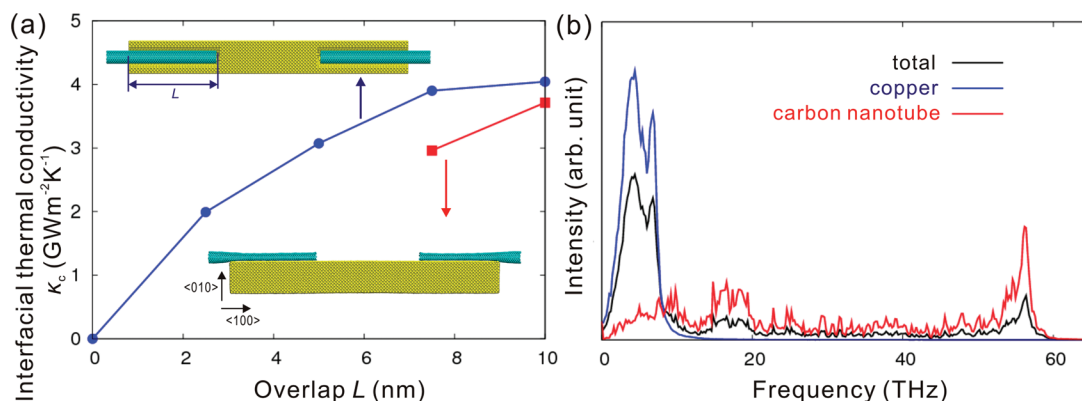 (a)
Interfacial thermal conductivity
κc (GWm-2K-1)
5
4
3
2
1
0
L
<010>
<100>
0
2
4
6
8
10
Overlap L (nm)
(b)
total
copper
carbon nanotube
Intensity (arb. unit)
0
20
40
60
Frequency (THz)